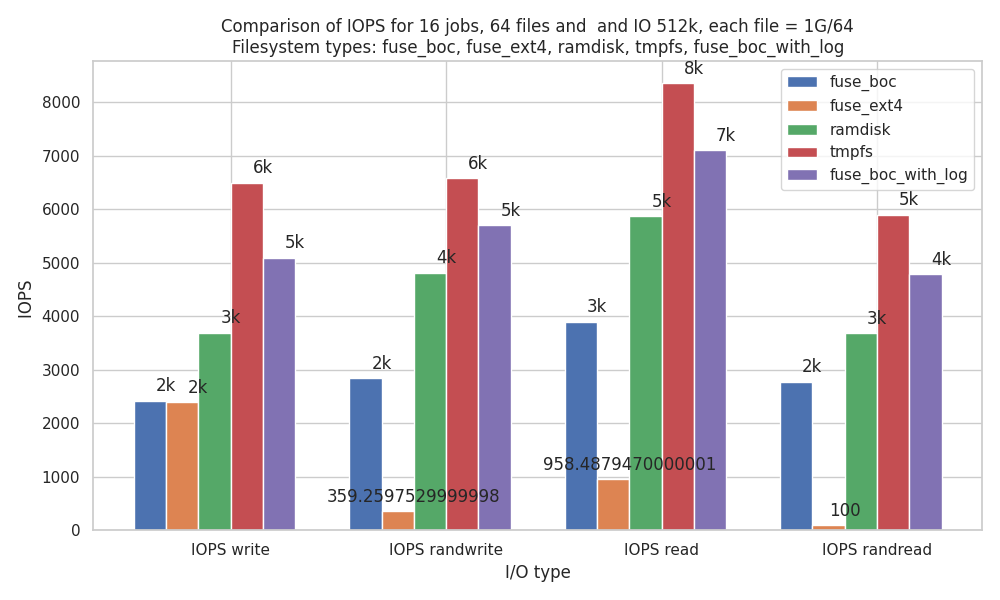 Comparison of IOPS for 16 jobs, 64 files and  and IO 512k, each file = 1G/64
Filesystem types: fuse_boc, fuse_ext4, ramdisk, tmpfs, fuse_boc_with_log
IOPS
8000
7000
6000
5000
4000
3000
2000
1000
0
2k
2k
3k
6k
5k
2k
359.2597529999998
4k
6k
5k
3k
958.4879470000001
5k
8k
7k
2k
100
3k
5k
4k
fuse_boc
fuse_ext4
ramdisk
tmpfs
fuse_boc_with_log
IOPS write
IOPS randwrite
IOPS read
IOPS randread
I/O type